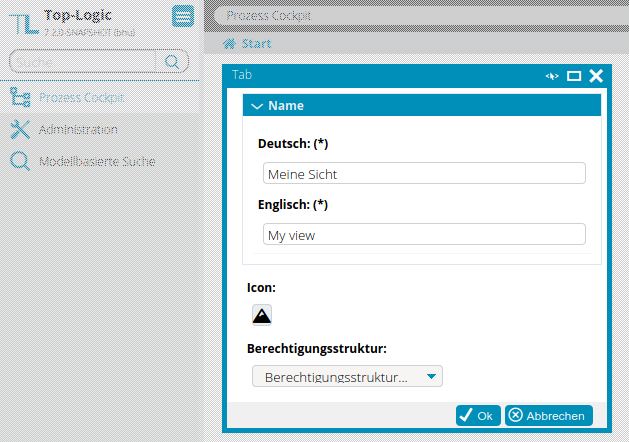 Top-Logic
7.2.0-SNAPSHOT (bhu)
Suche
Prozess Cockpit
Administration
Modellbasierte Suche
Prozess Cockpit
Start
Tab
Name
Deutsch: (*)
Meine Sicht
Englisch: (*)
My view
Icon:
Berechtigungsstruktur:
Berechtigungsstruktur...
Ok
Abbrechen